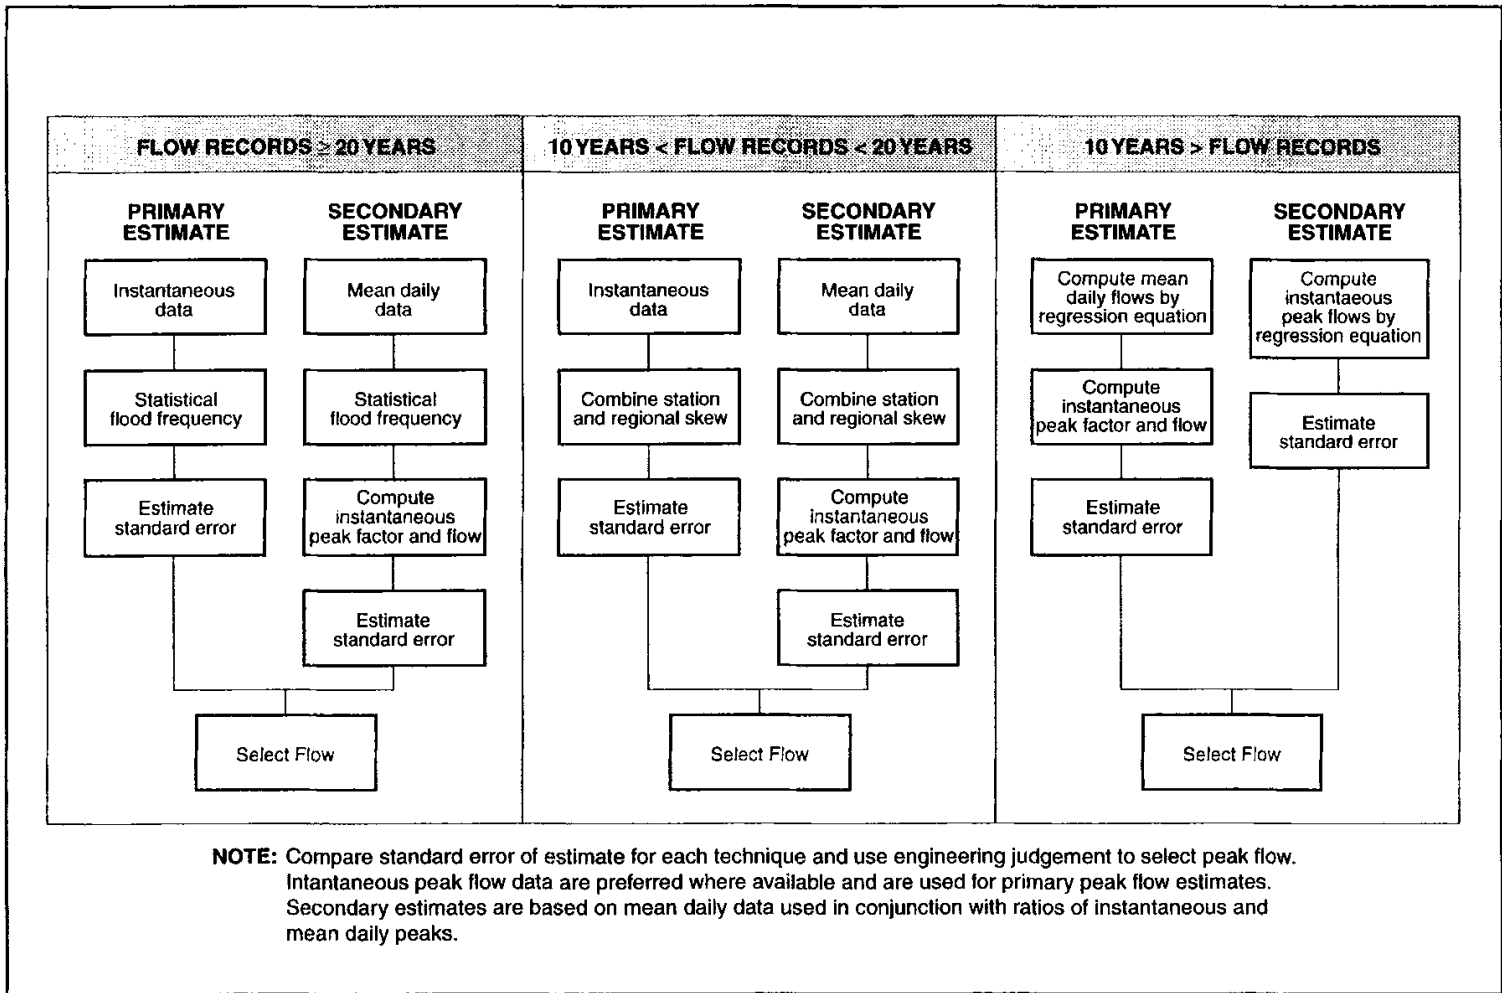 FLOW RECORDS ≥ 20 YEARS
PRIMARY
ESTIMATE
SECONDARY
ESTIMATE
Instantaneous
data
Mean daily
data
Statistical
flood frequency
Statistical
flood frequency
Estimate
standard error
Compute
instantaneous
peak factor and flow
Estimate
standard error
Select Flow
10 YEARS < FLOW RECORDS < 20 YEARS
PRIMARY
ESTIMATE
SECONDARY
ESTIMATE
Instantaneous
data
Mean daily
data
Combine station
and regional skew
Combine station
and regional skew
Estimate
standard error
Compute
instantaneous
peak factor and flow
Estimate
standard error
Select Flow
10 YEARS > FLOW RECORDS
PRIMARY
ESTIMATE
SECONDARY
ESTIMATE
Compute mean
daily flows by
regression equation
Compute
instantaeous
peak flows by
regression equation
Compute
instantaneous
peak factor and flow
Estimate
standard error
Estimate
standard error
Select Flow
NOTE: Compare standard error of estimate for each technique and use engineering judgement to select peak flow.
Intantaneous peak flow data are preferred where available and are used for primary peak flow estimates.
Secondary estimates are based on mean daily data used in conjunction with ratios of instantaneous and
mean daily peaks.